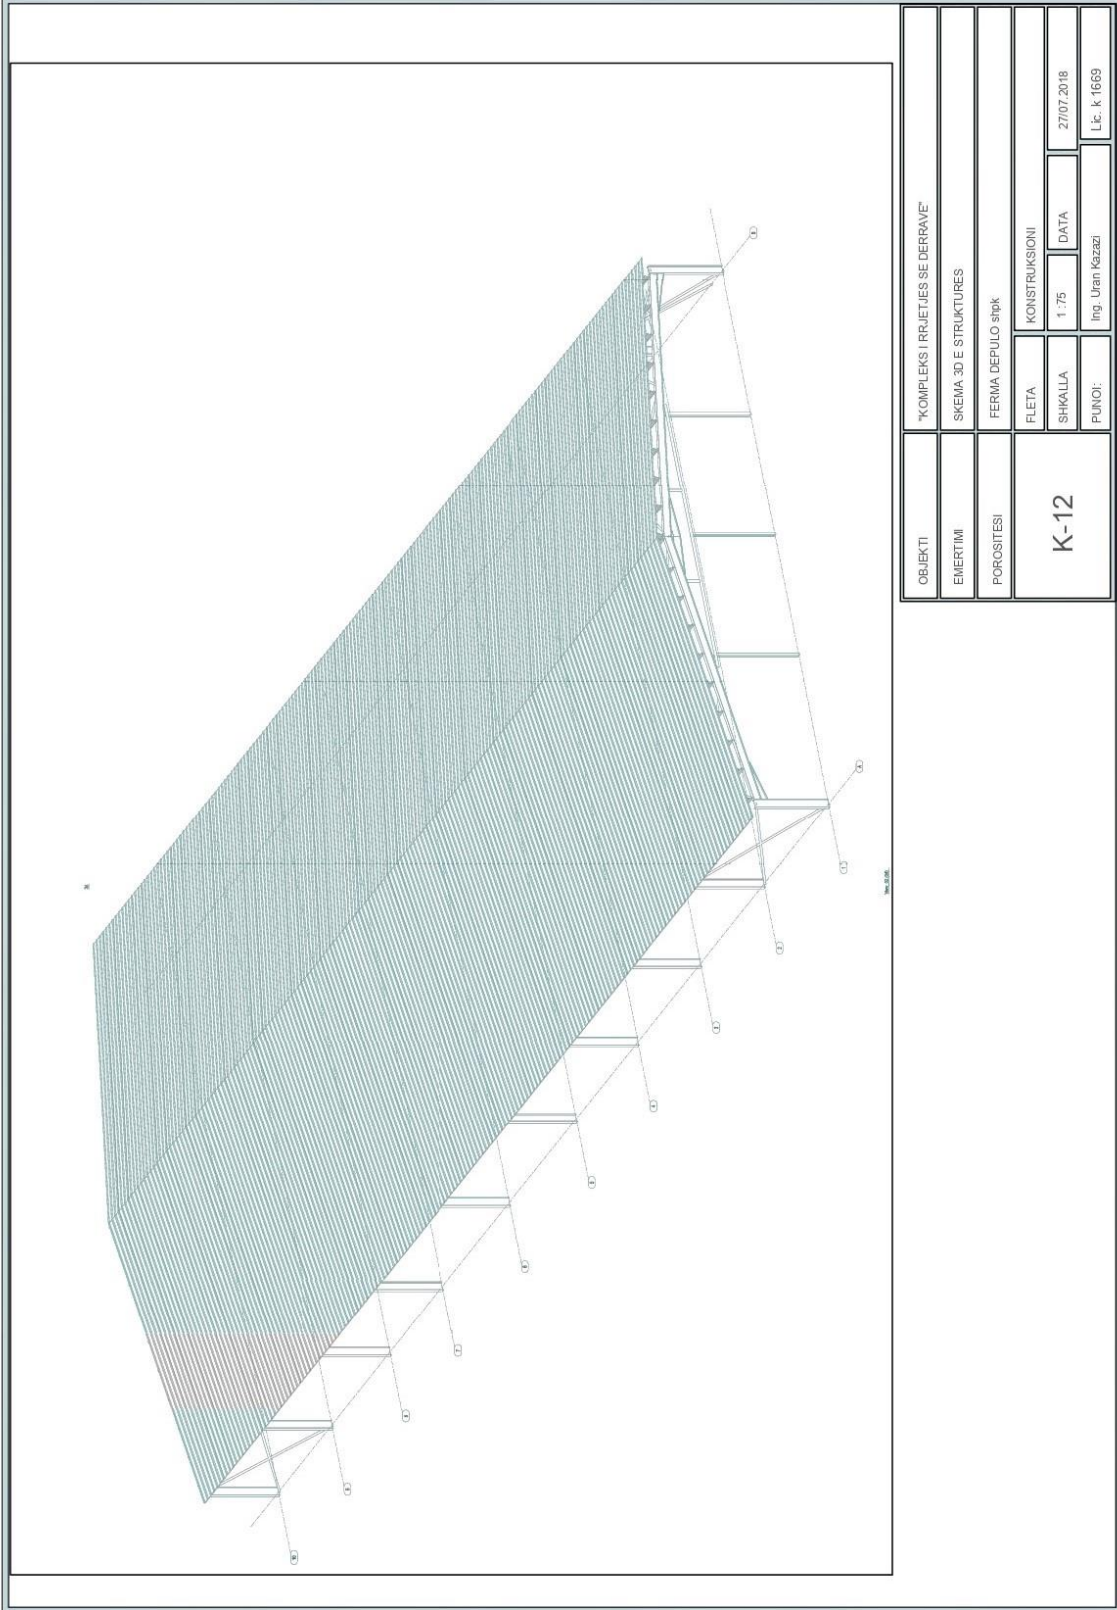 OBJEKTI
"KOMPLEKS I RRJETJES SE DERRAVE"
EMERTIMI
SKEMA 3D E STRUKTURES
POROSITESI
FERMA DEPULO shpk
K-12
FLETA
KONSTRUKSIONI
SHKALLA
1 :75
DATA
27/07.2018
PUNOI:
Ing. Uran Kazazi
Lic. k 1669